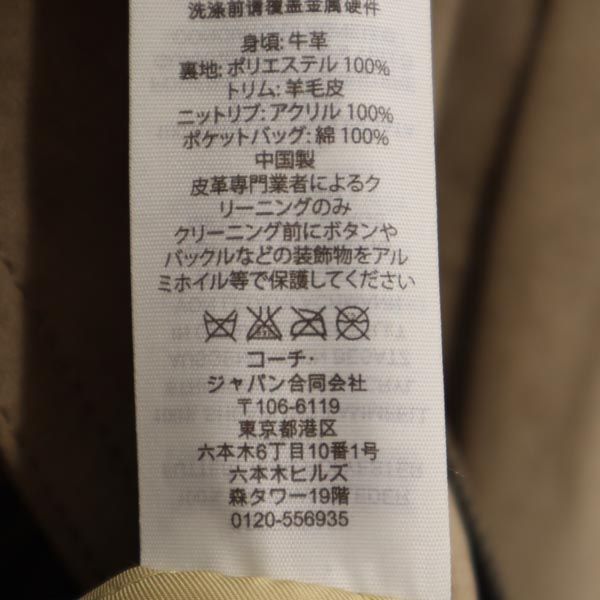 洗涤前请覆盖金属硬件
身頃: 牛革
裏地: ポリエステル 100%
トリム: 羊毛皮
ニットリブ: アクリル 100%
ポケットバッグ: 綿 100%
中国製
皮革専門業者によるク
リーニングのみ
クリーニング前にボタンや
バックルなどの装飾物をアル
ミホイル等で保護してください
コーチ・
ジャパン合同会社
〒106-6119
東京都港区
六本木6丁目10番1号
六本木ヒルズ
森タワー19階
0120-556935